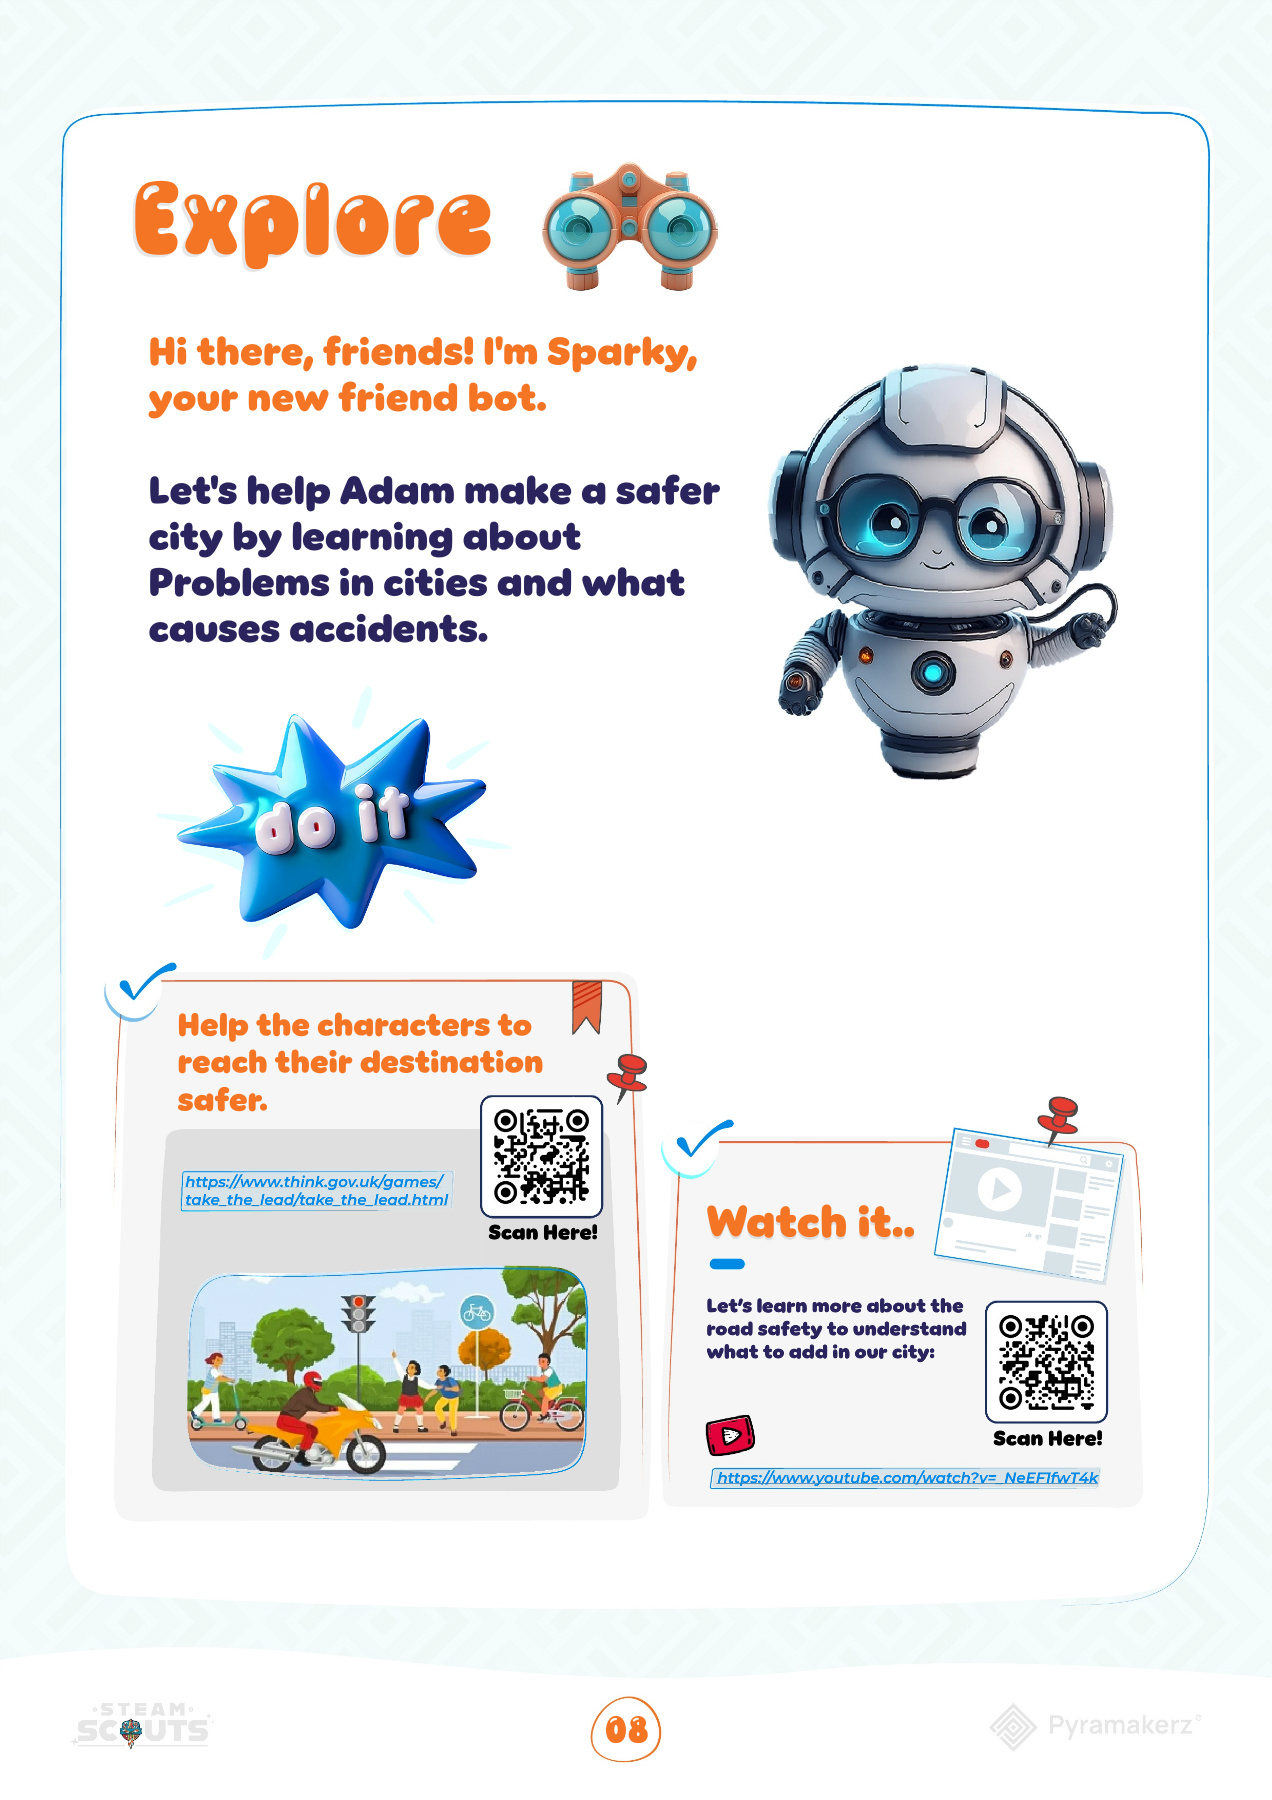 Explore
Hi there, friends! I'm Sparky,
your new friend bot.
Let's help Adam make a safer
city by learning about
Problems in cities and what
causes accidents.
do it
Help the characters to
reach their destination
safer.
https://www.think.gov.uk/games/
take_the_lead/take_the_lead.html
Scan Here!
Watch it..
Let's learn more about the
road safety to understand
what to add in our city:
Scan Here!
https://www.youtube.com/watch?v=_NeEF1fwT4k
STEAM
SCOUTS
08
Pyramakerz